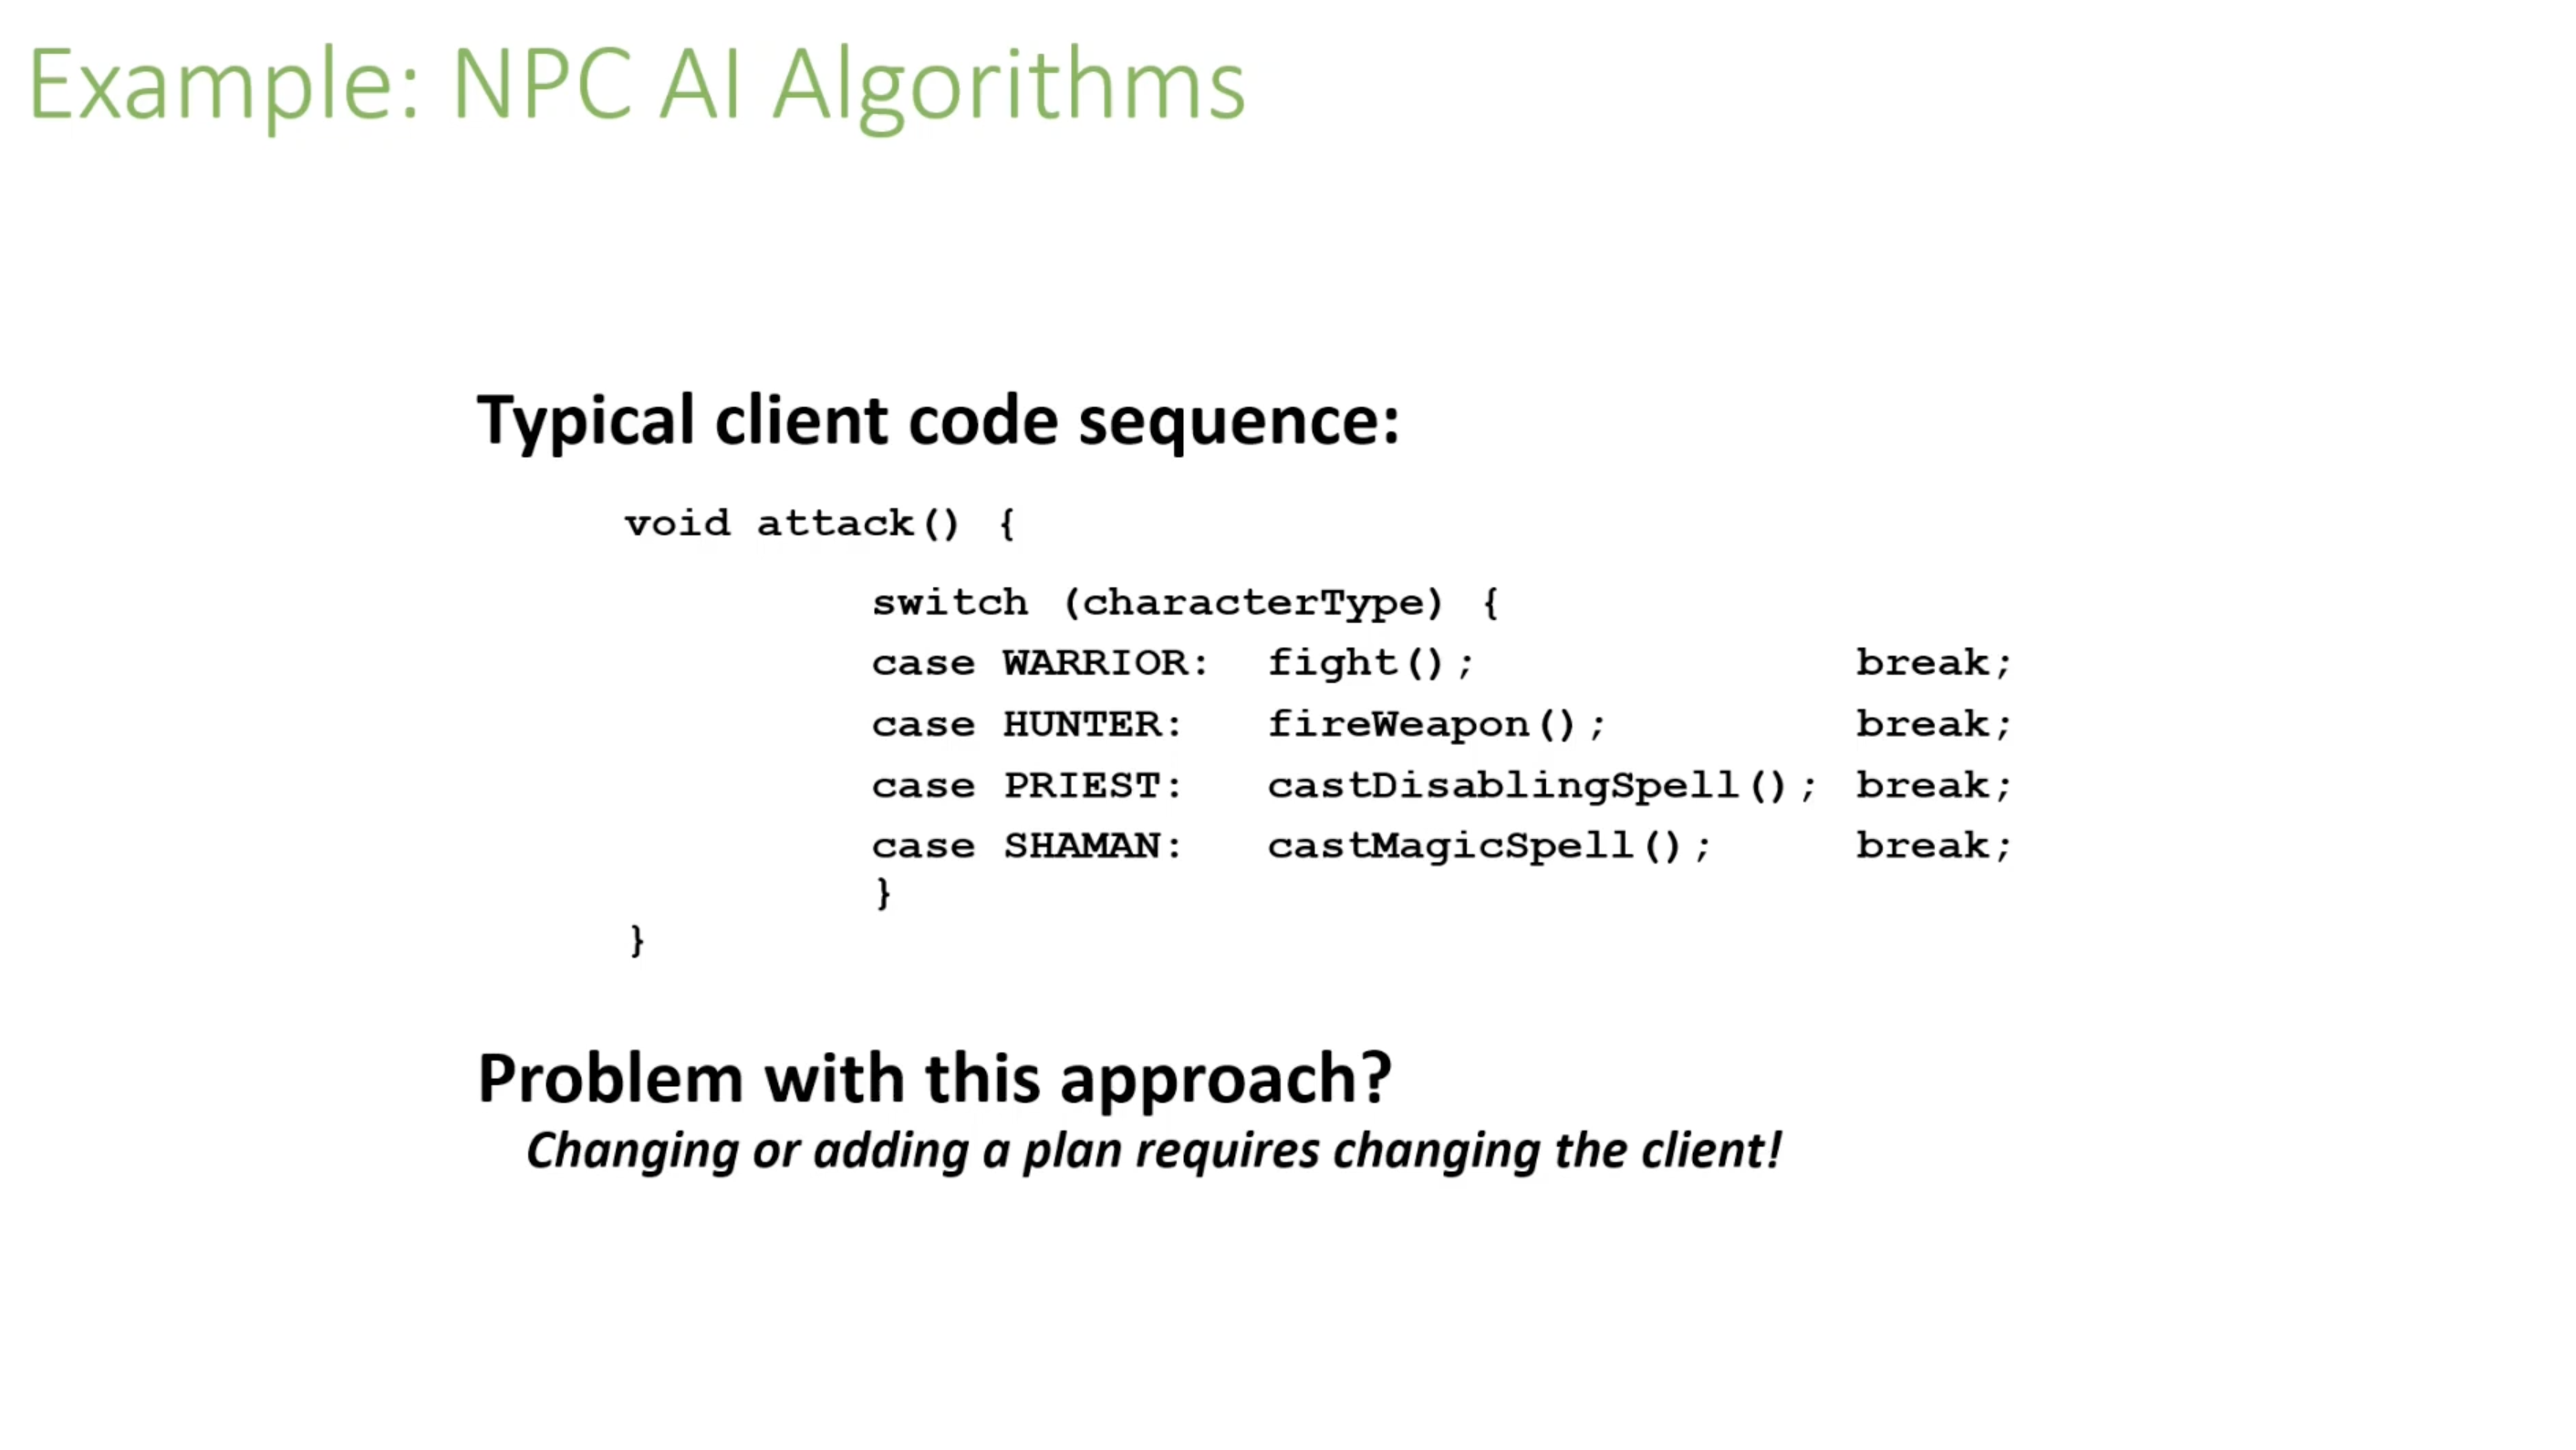 Example: NPC AI Algorithms
Typical client code sequence:
void attack() {
switch (characterType) {
case WARRIOR: fight(); break;
case HUNTER: fireWeapon(); break;
case PRIEST: castDisablingSpell(); break;
case SHAMAN: castMagicSpell(); break;
}
}
Problem with this approach?
Changing or adding a plan requires changing the client!